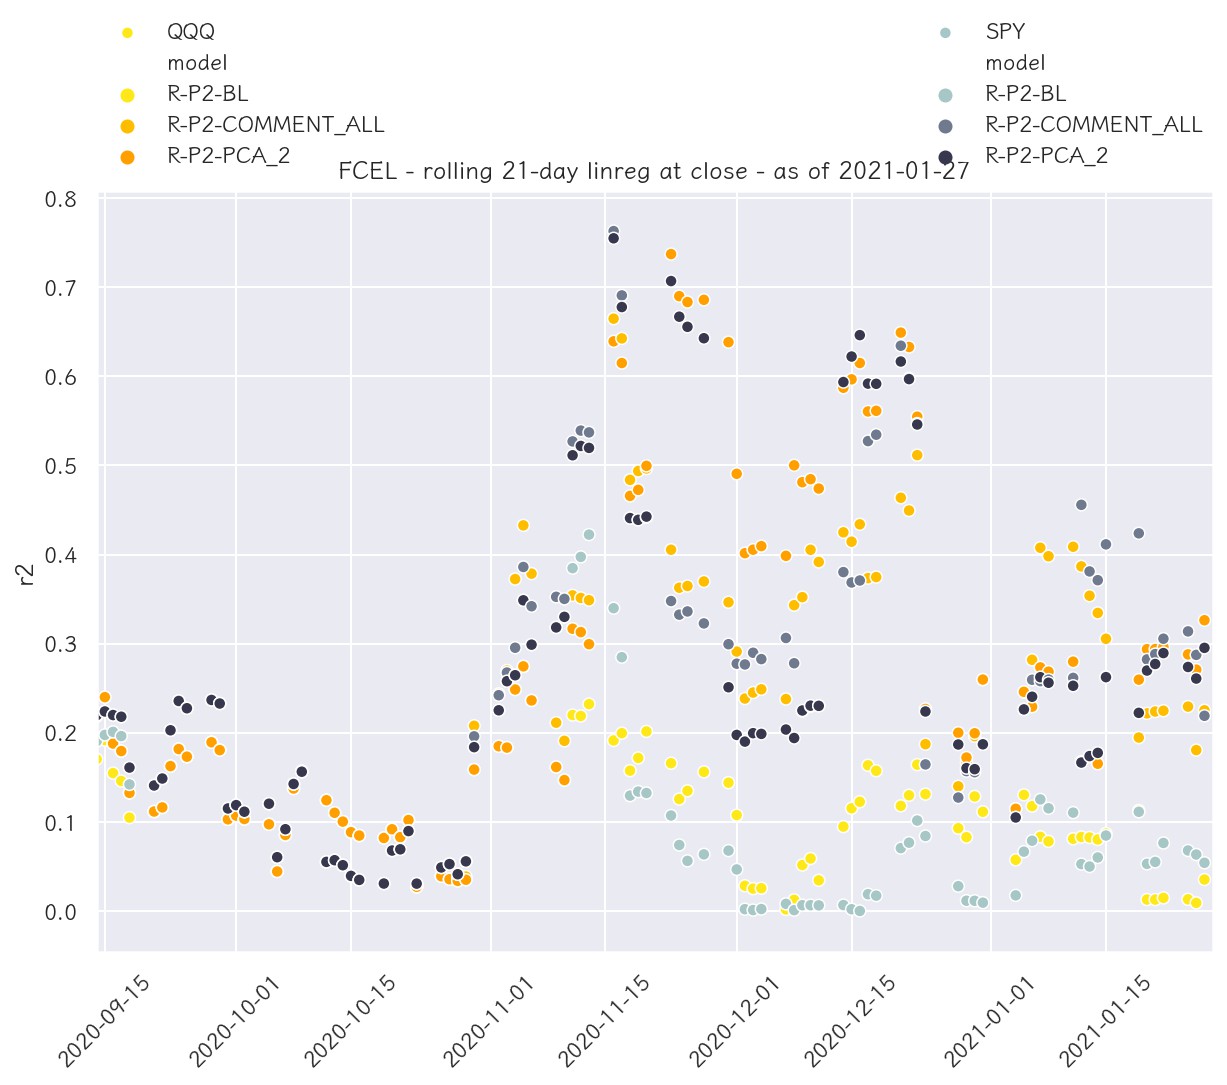 QQQ
model
R-P2-BL
R-P2-COMMENT_ALL
R-P2-PCA_2
SPY
model
R-P2-BL
R-P2-COMMENT_ALL
R-P2-PCA_2
FCEL - rolling 21-day linreg at close - as of 2021-01-27
0.8
0.7
0.6
0.5
0.4
0.3
0.2
0.1
0.0
r2
2020-09-15
2020-10-01
2020-10-15
2020-11-01
2020-11-15
2020-12-01
2020-12-15
2021-01-01
2021-01-15